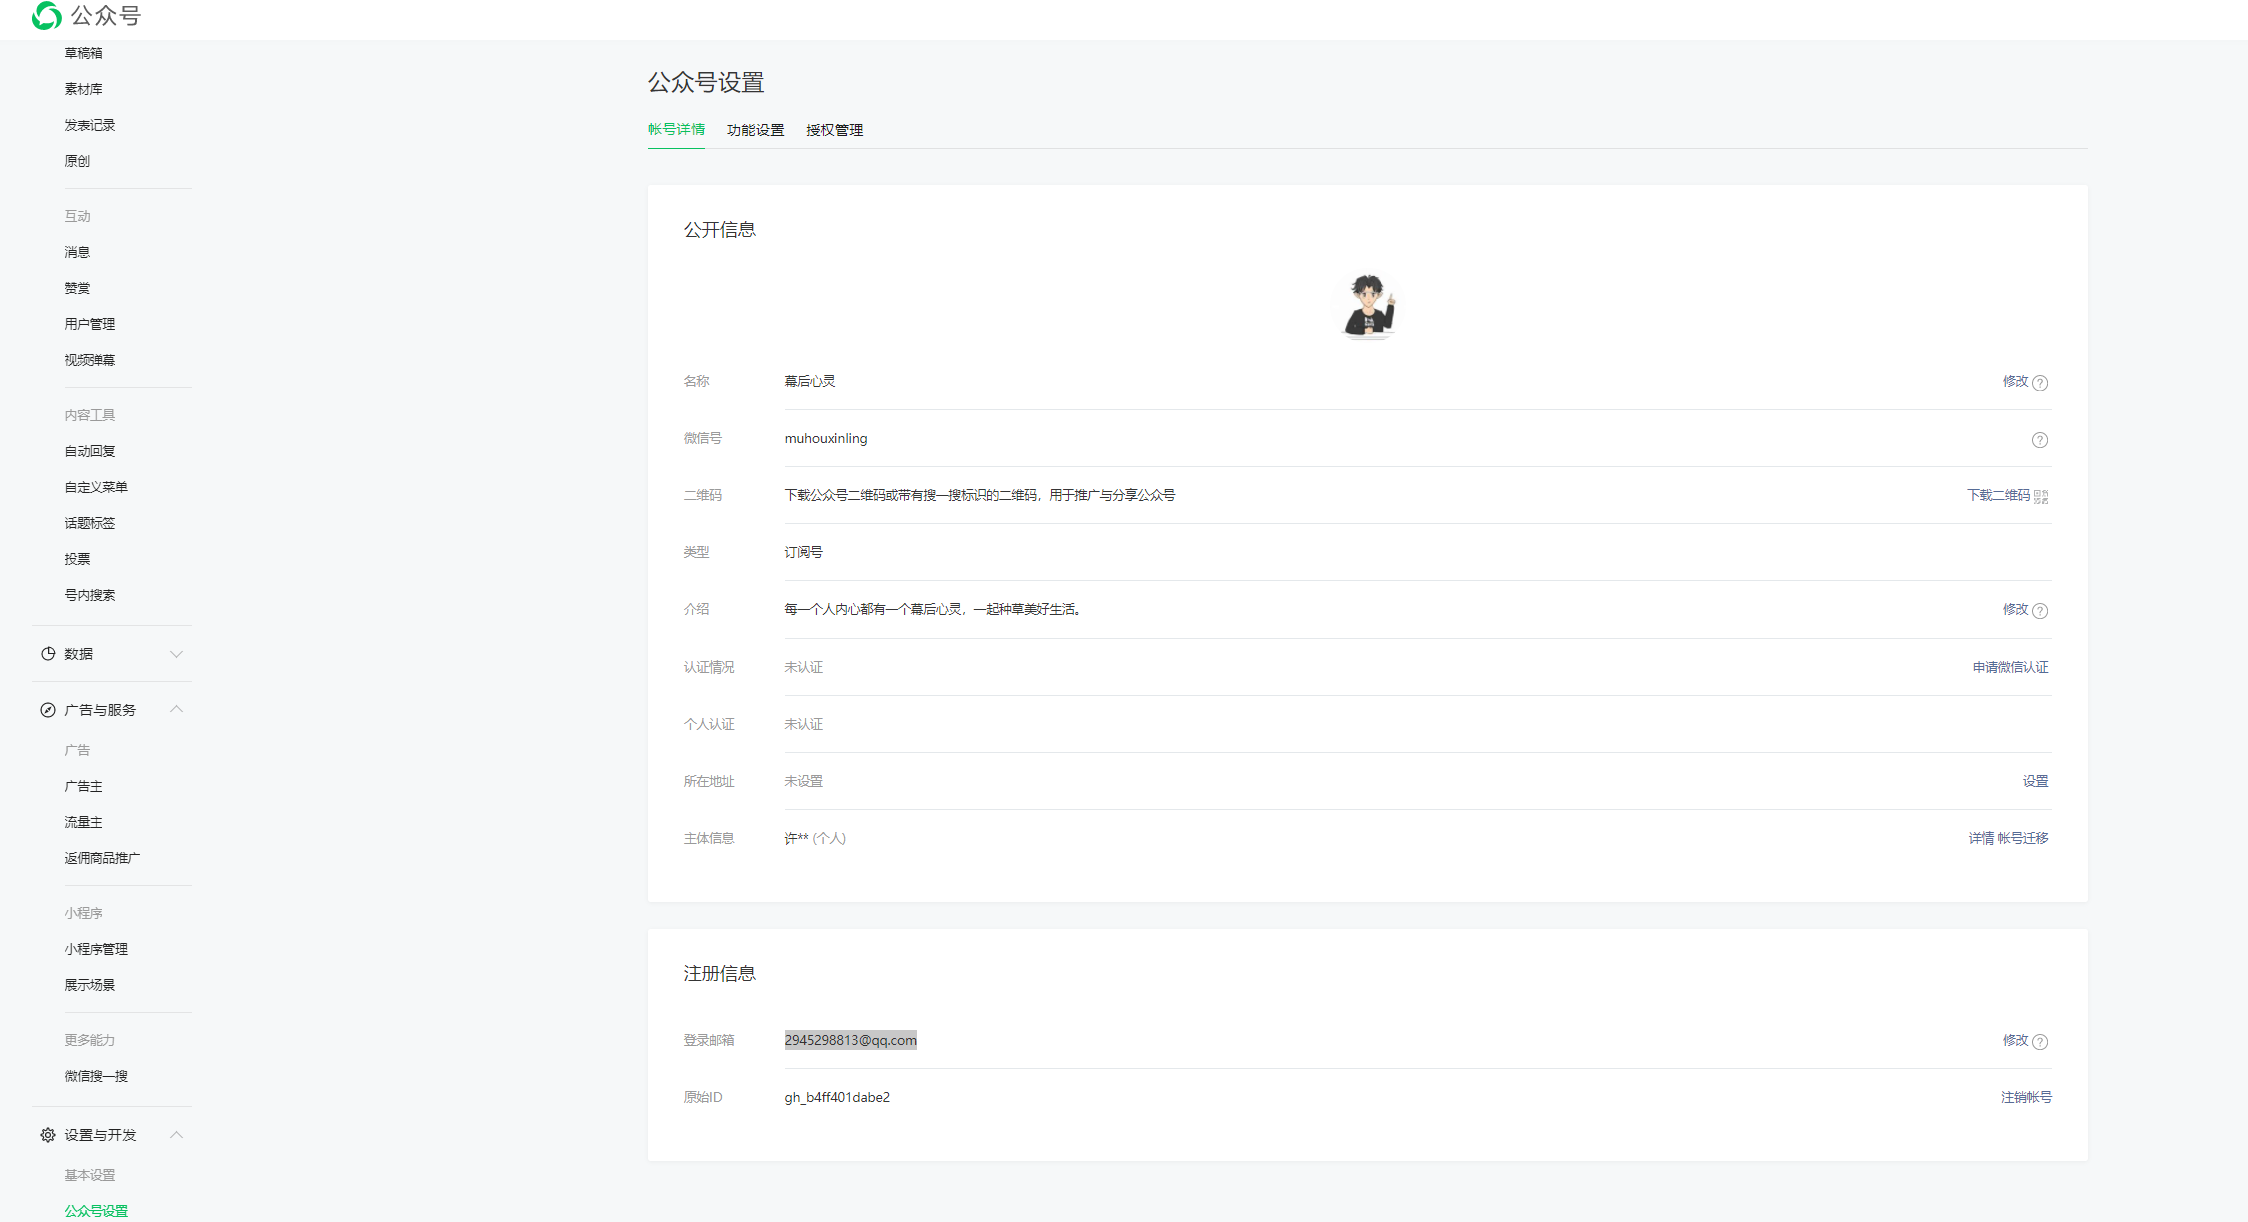 公众号
草稿箱
素材库
发表记录
原创
互动
消息
赞赏
用户管理
视频弹幕
内容工具
自动回复
自定义菜单
话题标签
投票
号内搜索
数据
广告与服务
广告
广告主
流量主
返佣商品推广
小程序
小程序管理
展示场景
更多能力
微信搜一搜
设置与开发
基本设置
公众号设置
公众号设置
帐号详情 功能设置 授权管理
公开信息
名称 幕后心灵 修改 ?
微信号 muhouxinling ?
二维码 下载公众号二维码或带有搜一搜标识的二维码，用于推广与分享公众号 下载二维码
类型 订阅号
介绍 每一个人内心都有一个幕后心灵，一起种草美好生活。 修改 ?
认证情况 未认证 申请微信认证
个人认证 未认证
所在地址 未设置 设置
主体信息 许** (个人) 详情 帐号迁移
注册信息
登录邮箱 2945298813@qq.com 修改 ?
原始ID gh_b4ff401dabe2 注销帐号